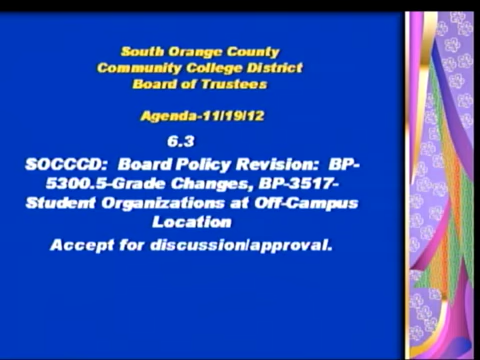 South Orange County
Community College District
Board of Trustees
Agenda-11/19/12
6.3
SOCCCD: Board Policy Revision: BP-
5300.5-Grade Changes, BP-3517-
Student Organizations at Off-Campus
Location
Accept for discussion/approval.